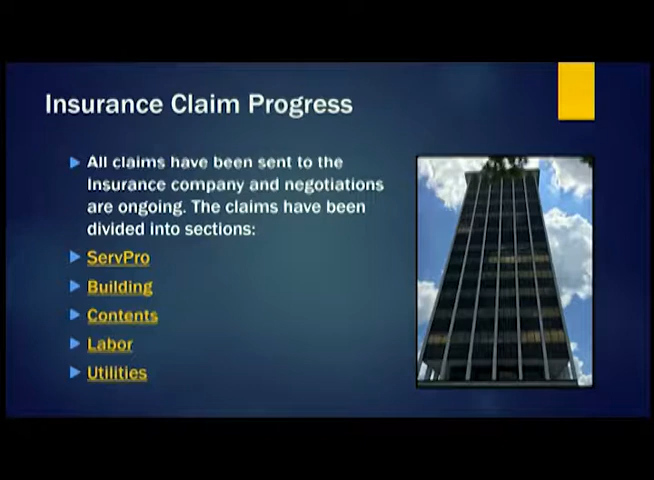 Insurance Claim Progress
All claims have been sent to the
Insurance company and negotiations
are ongoing. The claims have been
divided into sections:
ServPro
Building
Contents
Labor
Utilities